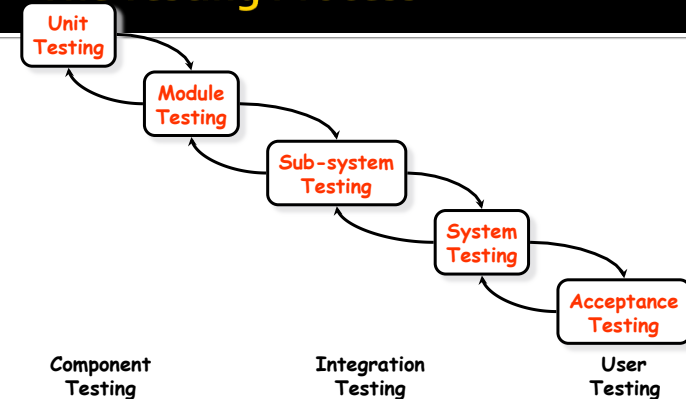 Unit
Testing
Module
Testing
Sub-system
Testing
System
Testing
Acceptance
Testing
Component
Testing
Integration
Testing
User
Testing